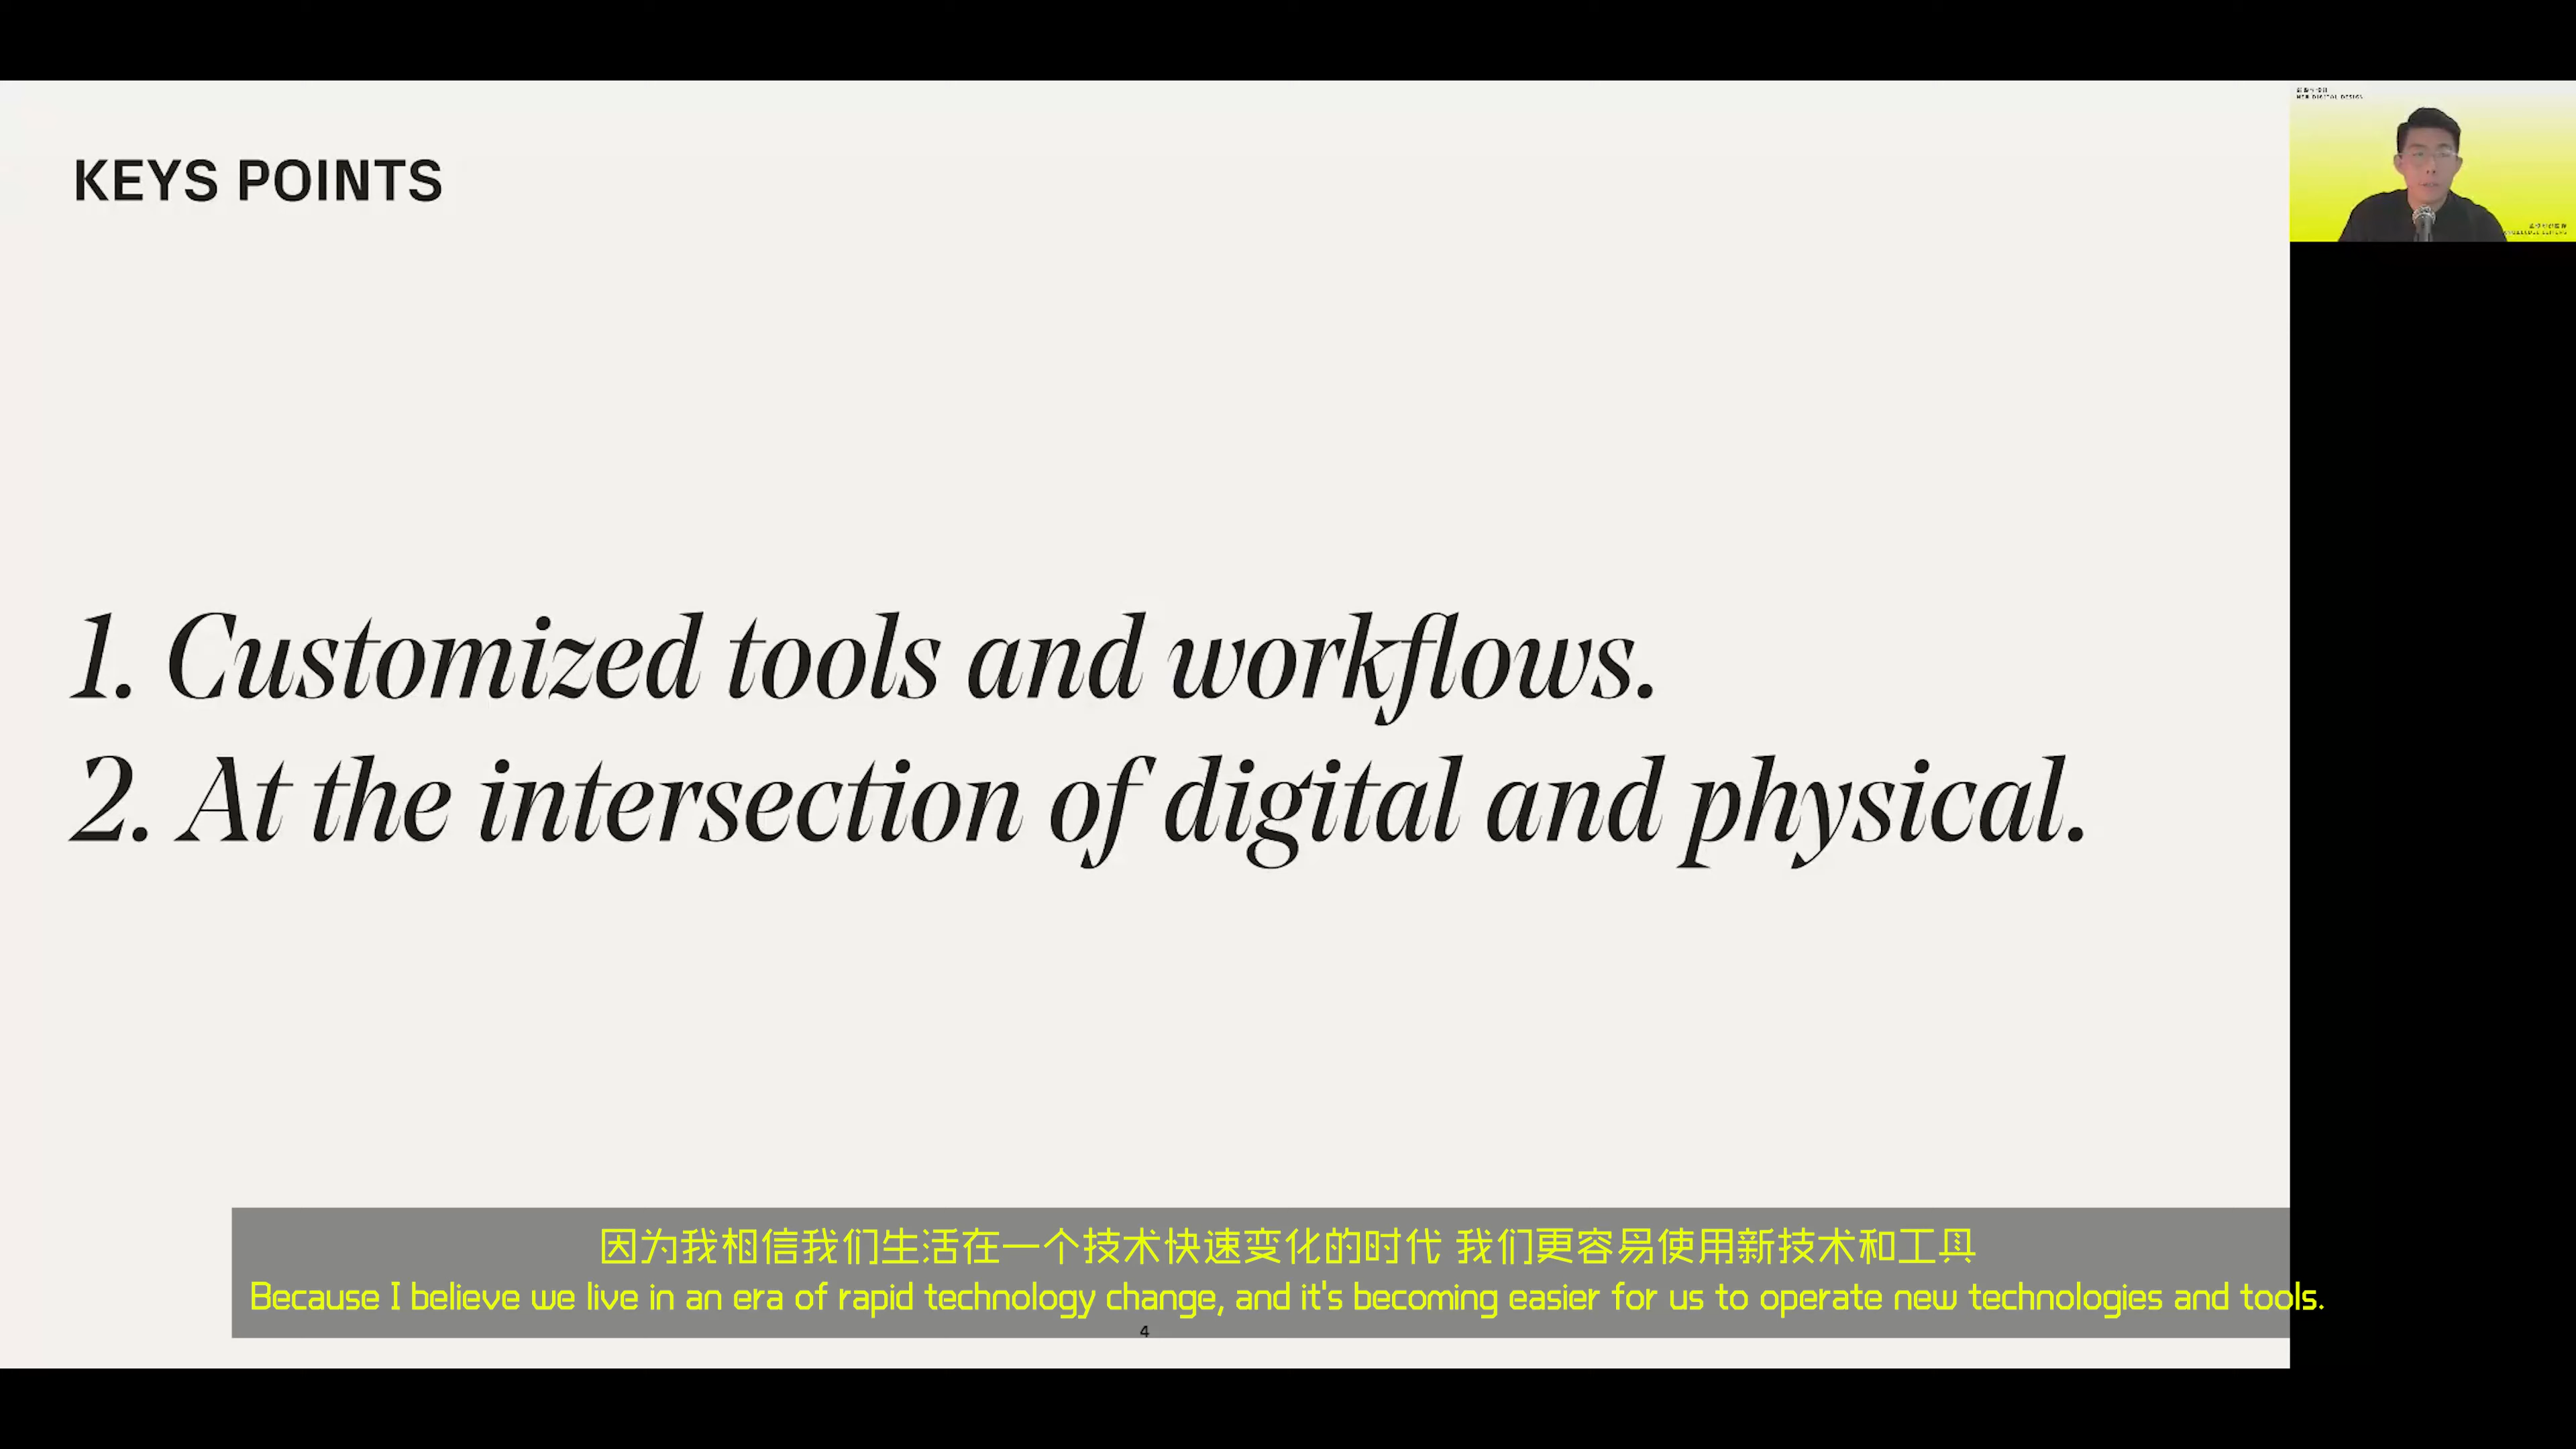 KEYS POINTS
NEW DIGITAL DESIGN
1. Customized tools and workflows.
2. At the intersection of digital and physical.
因为我相信我们生活在一个技术快速变化的时代 我们更容易使用新技术和工具
Because I believe we live in an era of rapid technology change, and it's becoming easier for us to operate new technologies and tools.
4